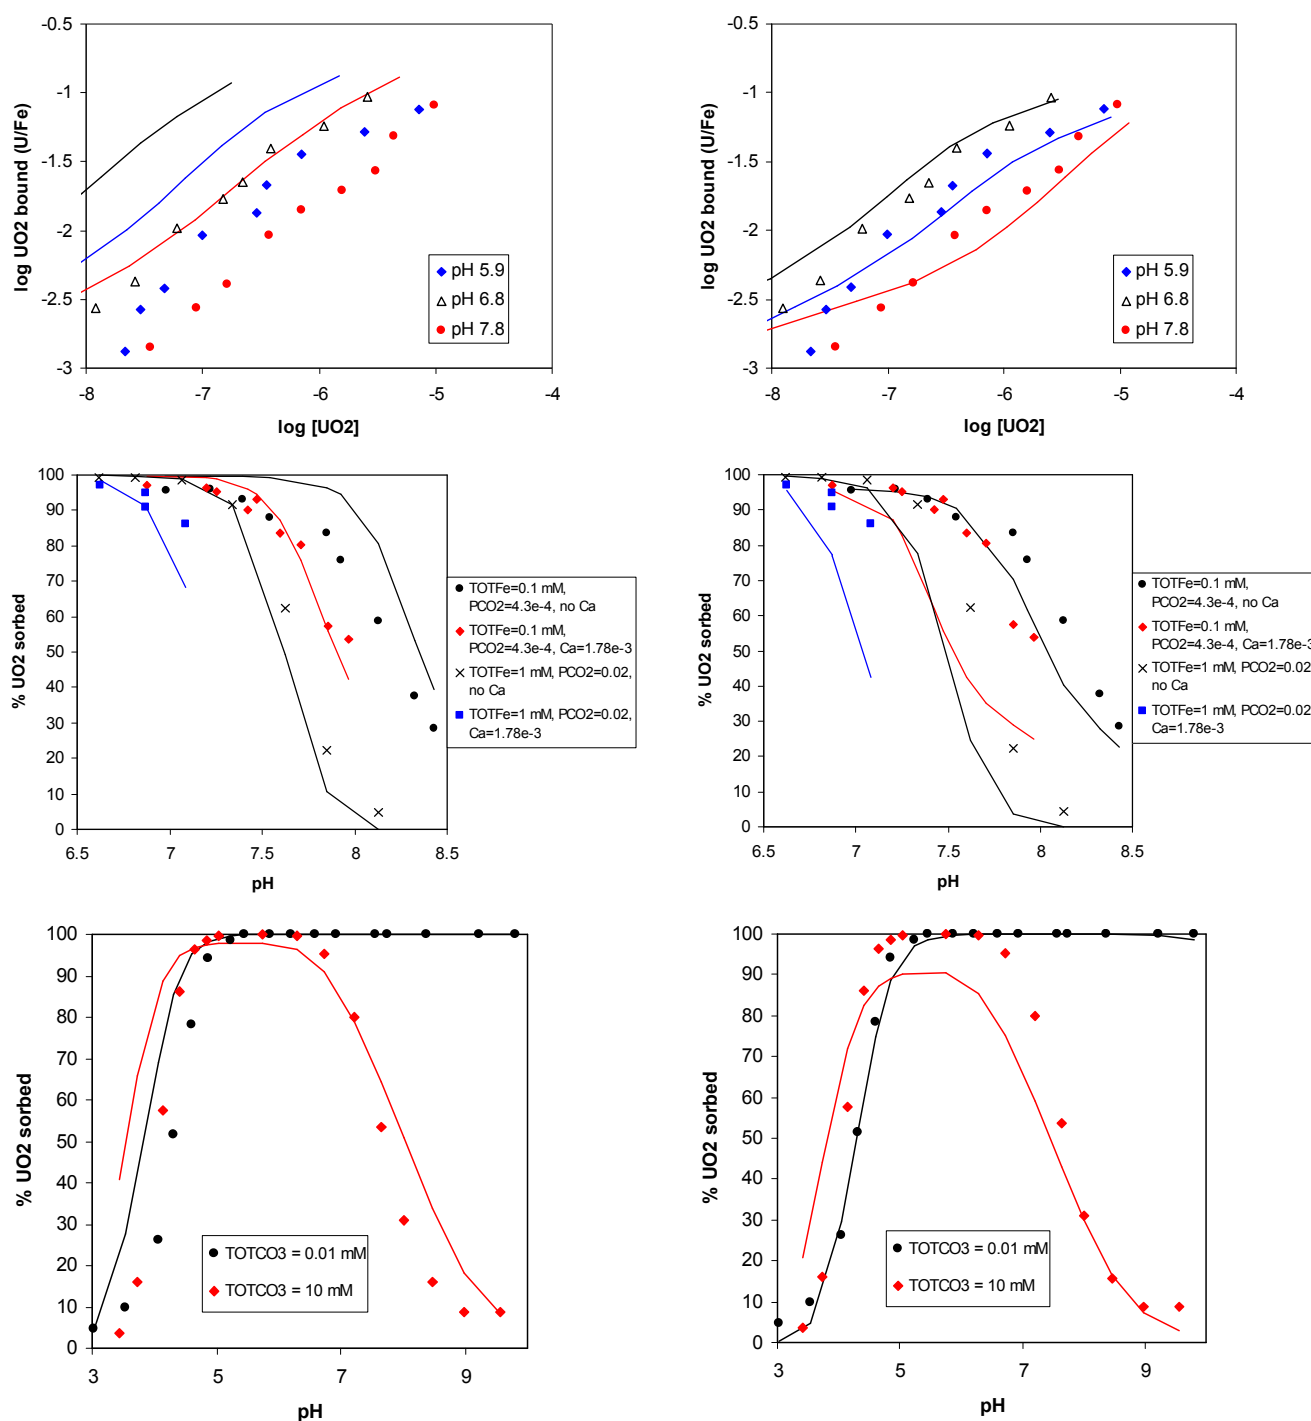 -0.5
-1
-1.5
-2
-2.5
-3
-8
-7
-6
-5
-4
log UO2 bound (U/Fe)
log [UO2]
pH 5.9
pH 6.8
pH 7.8
-0.5
-1
-1.5
-2
-2.5
-3
-8
-7
-6
-5
-4
log UO2 bound (U/Fe)
log [UO2]
pH 5.9
pH 6.8
pH 7.8
100
90
80
70
60
50
40
30
20
10
0
6.5
7
7.5
8
8.5
% UO2 sorbed
pH
TOTFe=0.1 mM,
PCO2=4.3e-4, no Ca
TOTFe=0.1 mM,
PCO2=4.3e-4, Ca=1.78e-3
TOTFe=1 mM, PCO2=0.02,
no Ca
TOTFe=1 mM, PCO2=0.02,
Ca=1.78e-3
100
90
80
70
60
50
40
30
20
10
0
6.5
7
7.5
8
8.5
% UO2 sorbed
pH
TOTFe=0.1 mM,
PCO2=4.3e-4, no Ca
TOTFe=0.1 mM,
PCO2=4.3e-4, Ca=1.78e-3
TOTFe=1 mM, PCO2=0.02,
no Ca
TOTFe=1 mM, PCO2=0.02,
Ca=1.78e-3
100
90
80
70
60
50
40
30
20
10
0
3
5
7
9
% UO2 sorbed
pH
TOTCO3 = 0.01 mM
TOTCO3 = 10 mM
100
90
80
70
60
50
40
30
20
10
0
3
5
7
9
% UO2 sorbed
pH
TOTCO3 = 0.01 mM
TOTCO3 = 10 mM